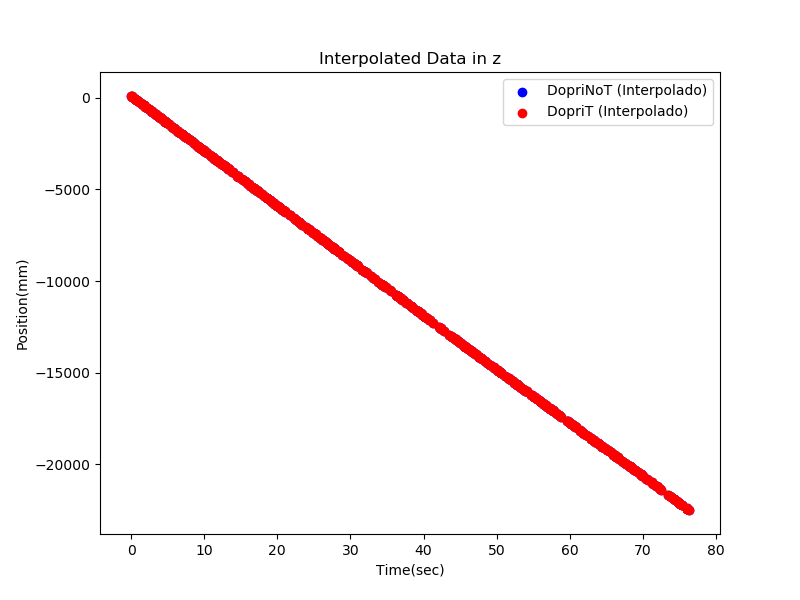 Interpolated Data in z
DopriNoT (Interpolado)
DopriT (Interpolado)
Position(mm)
0
−5000
−10000
−15000
−20000
0 10 20 30 40 50 60 70 80
Time(sec)